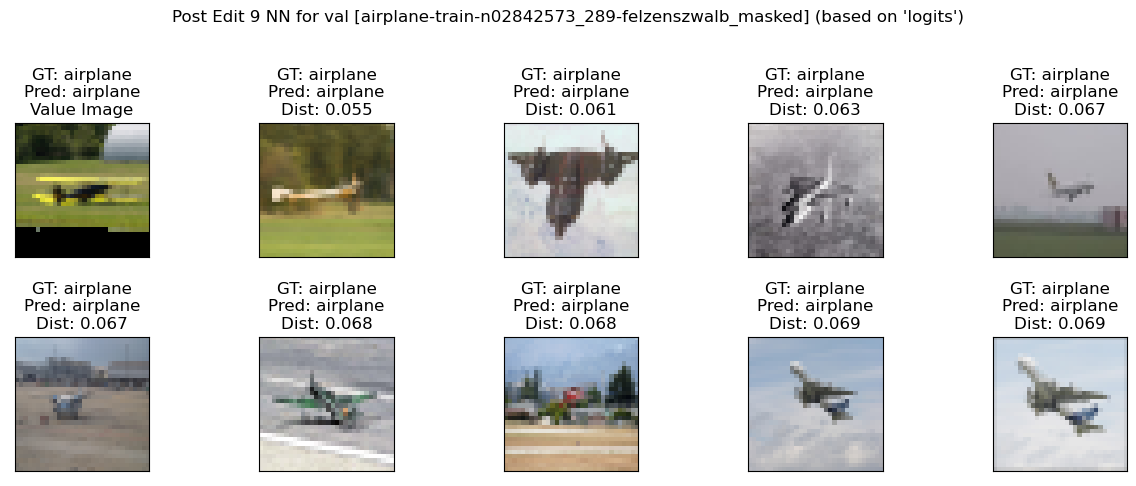 Post Edit 9 NN for val [airplane-train-n02842573_289-felzenszwalb_masked] (based on 'logits')
GT: airplane
Pred: airplane
Value Image
GT: airplane
Pred: airplane
Dist: 0.055
GT: airplane
Pred: airplane
Dist: 0.061
GT: airplane
Pred: airplane
Dist: 0.063
GT: airplane
Pred: airplane
Dist: 0.067
GT: airplane
Pred: airplane
Dist: 0.067
GT: airplane
Pred: airplane
Dist: 0.068
GT: airplane
Pred: airplane
Dist: 0.068
GT: airplane
Pred: airplane
Dist: 0.069
GT: airplane
Pred: airplane
Dist: 0.069